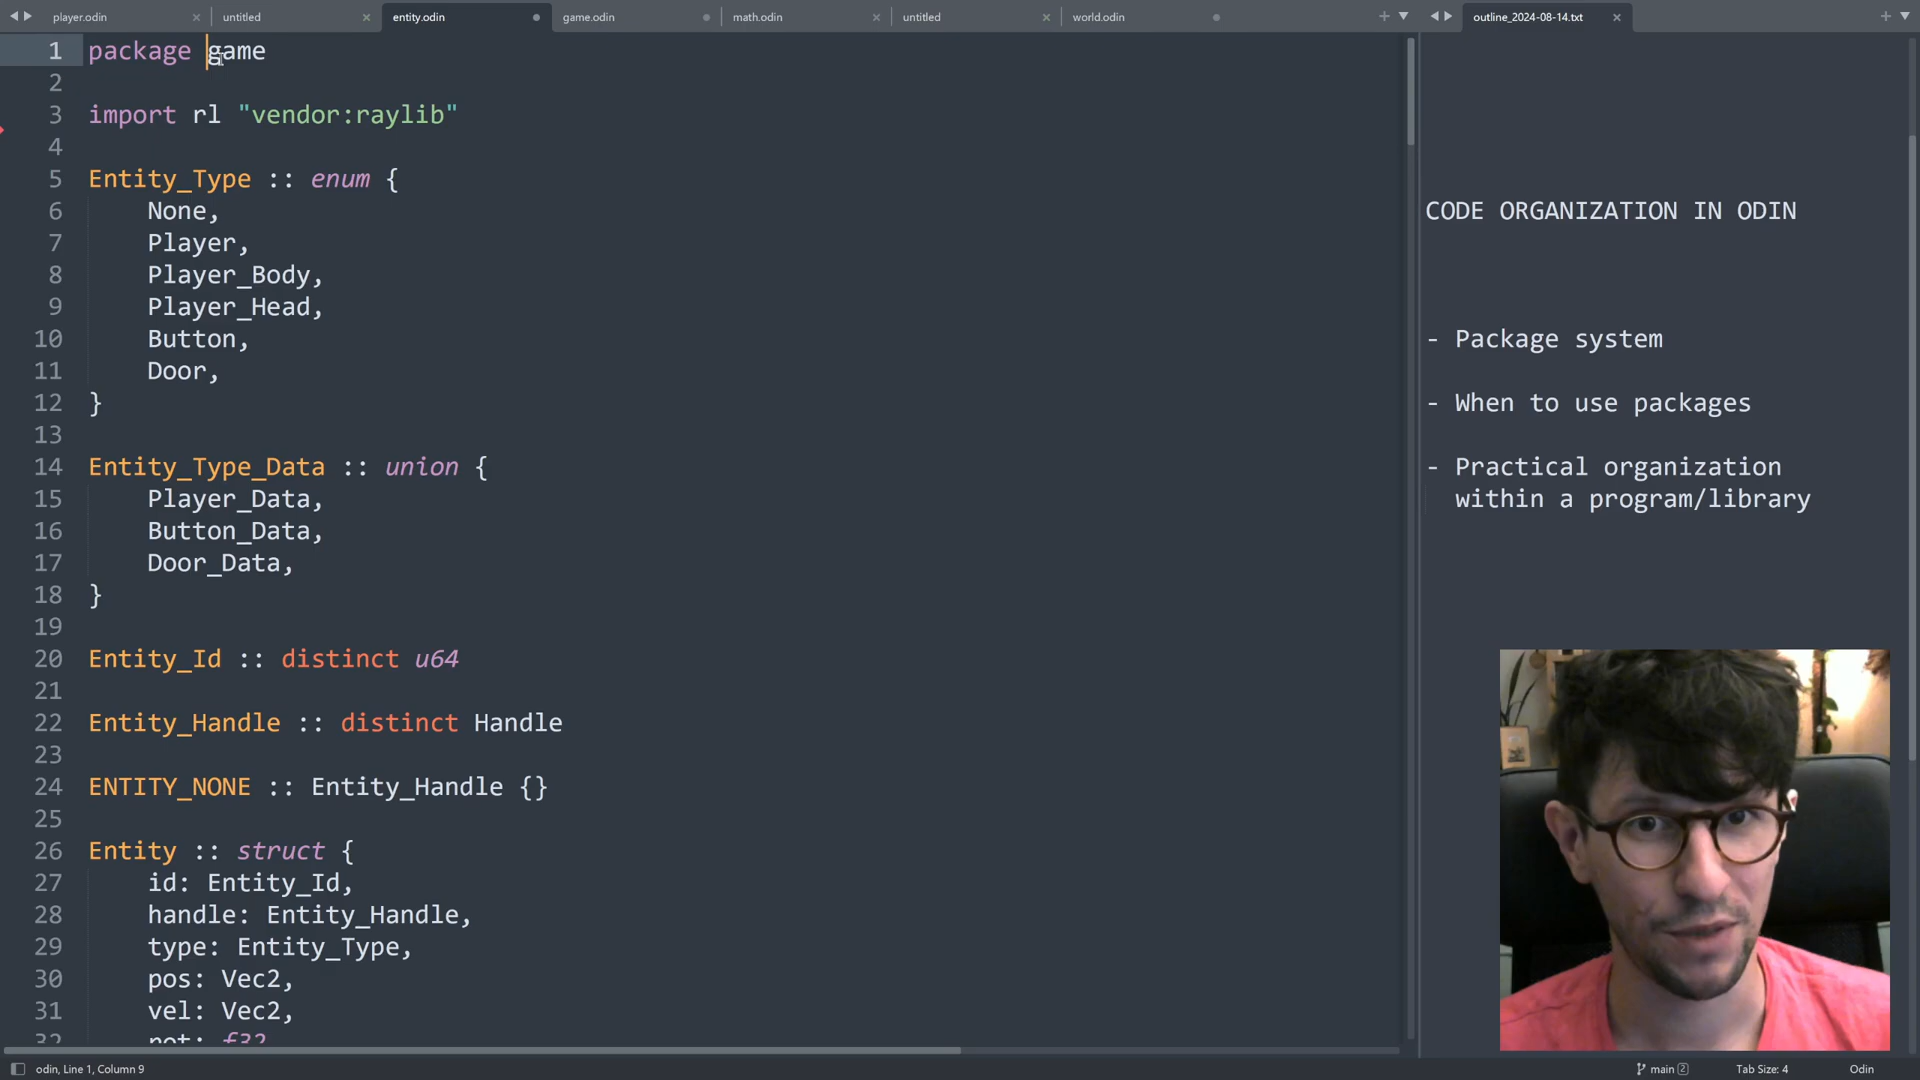 player.odin
untitled
entity.odin
game.odin
math.odin
untitled
world.odin
outline_2024-08-14.txt
1 package game
2
3 import rl "vendor:raylib"
4
5 Entity_Type :: enum {
6 None,
7 Player,
8 Player_Body,
9 Player_Head,
10 Button,
11 Door,
12 }
13
14 Entity_Type_Data :: union {
15 Player_Data,
16 Button_Data,
17 Door_Data,
18 }
19
20 Entity_Id :: distinct u64
21
22 Entity_Handle :: distinct Handle
23
24 ENTITY_NONE :: Entity_Handle {}
25
26 Entity :: struct {
27 id: Entity_Id,
28 handle: Entity_Handle,
29 type: Entity_Type,
30 pos: Vec2,
31 vel: Vec2,
32 rot: f32
CODE ORGANIZATION IN ODIN
- Package system
- When to use packages
- Practical organization
within a program/library
odin, Line 1, Column 9
main 2
Tab Size: 4
Odin